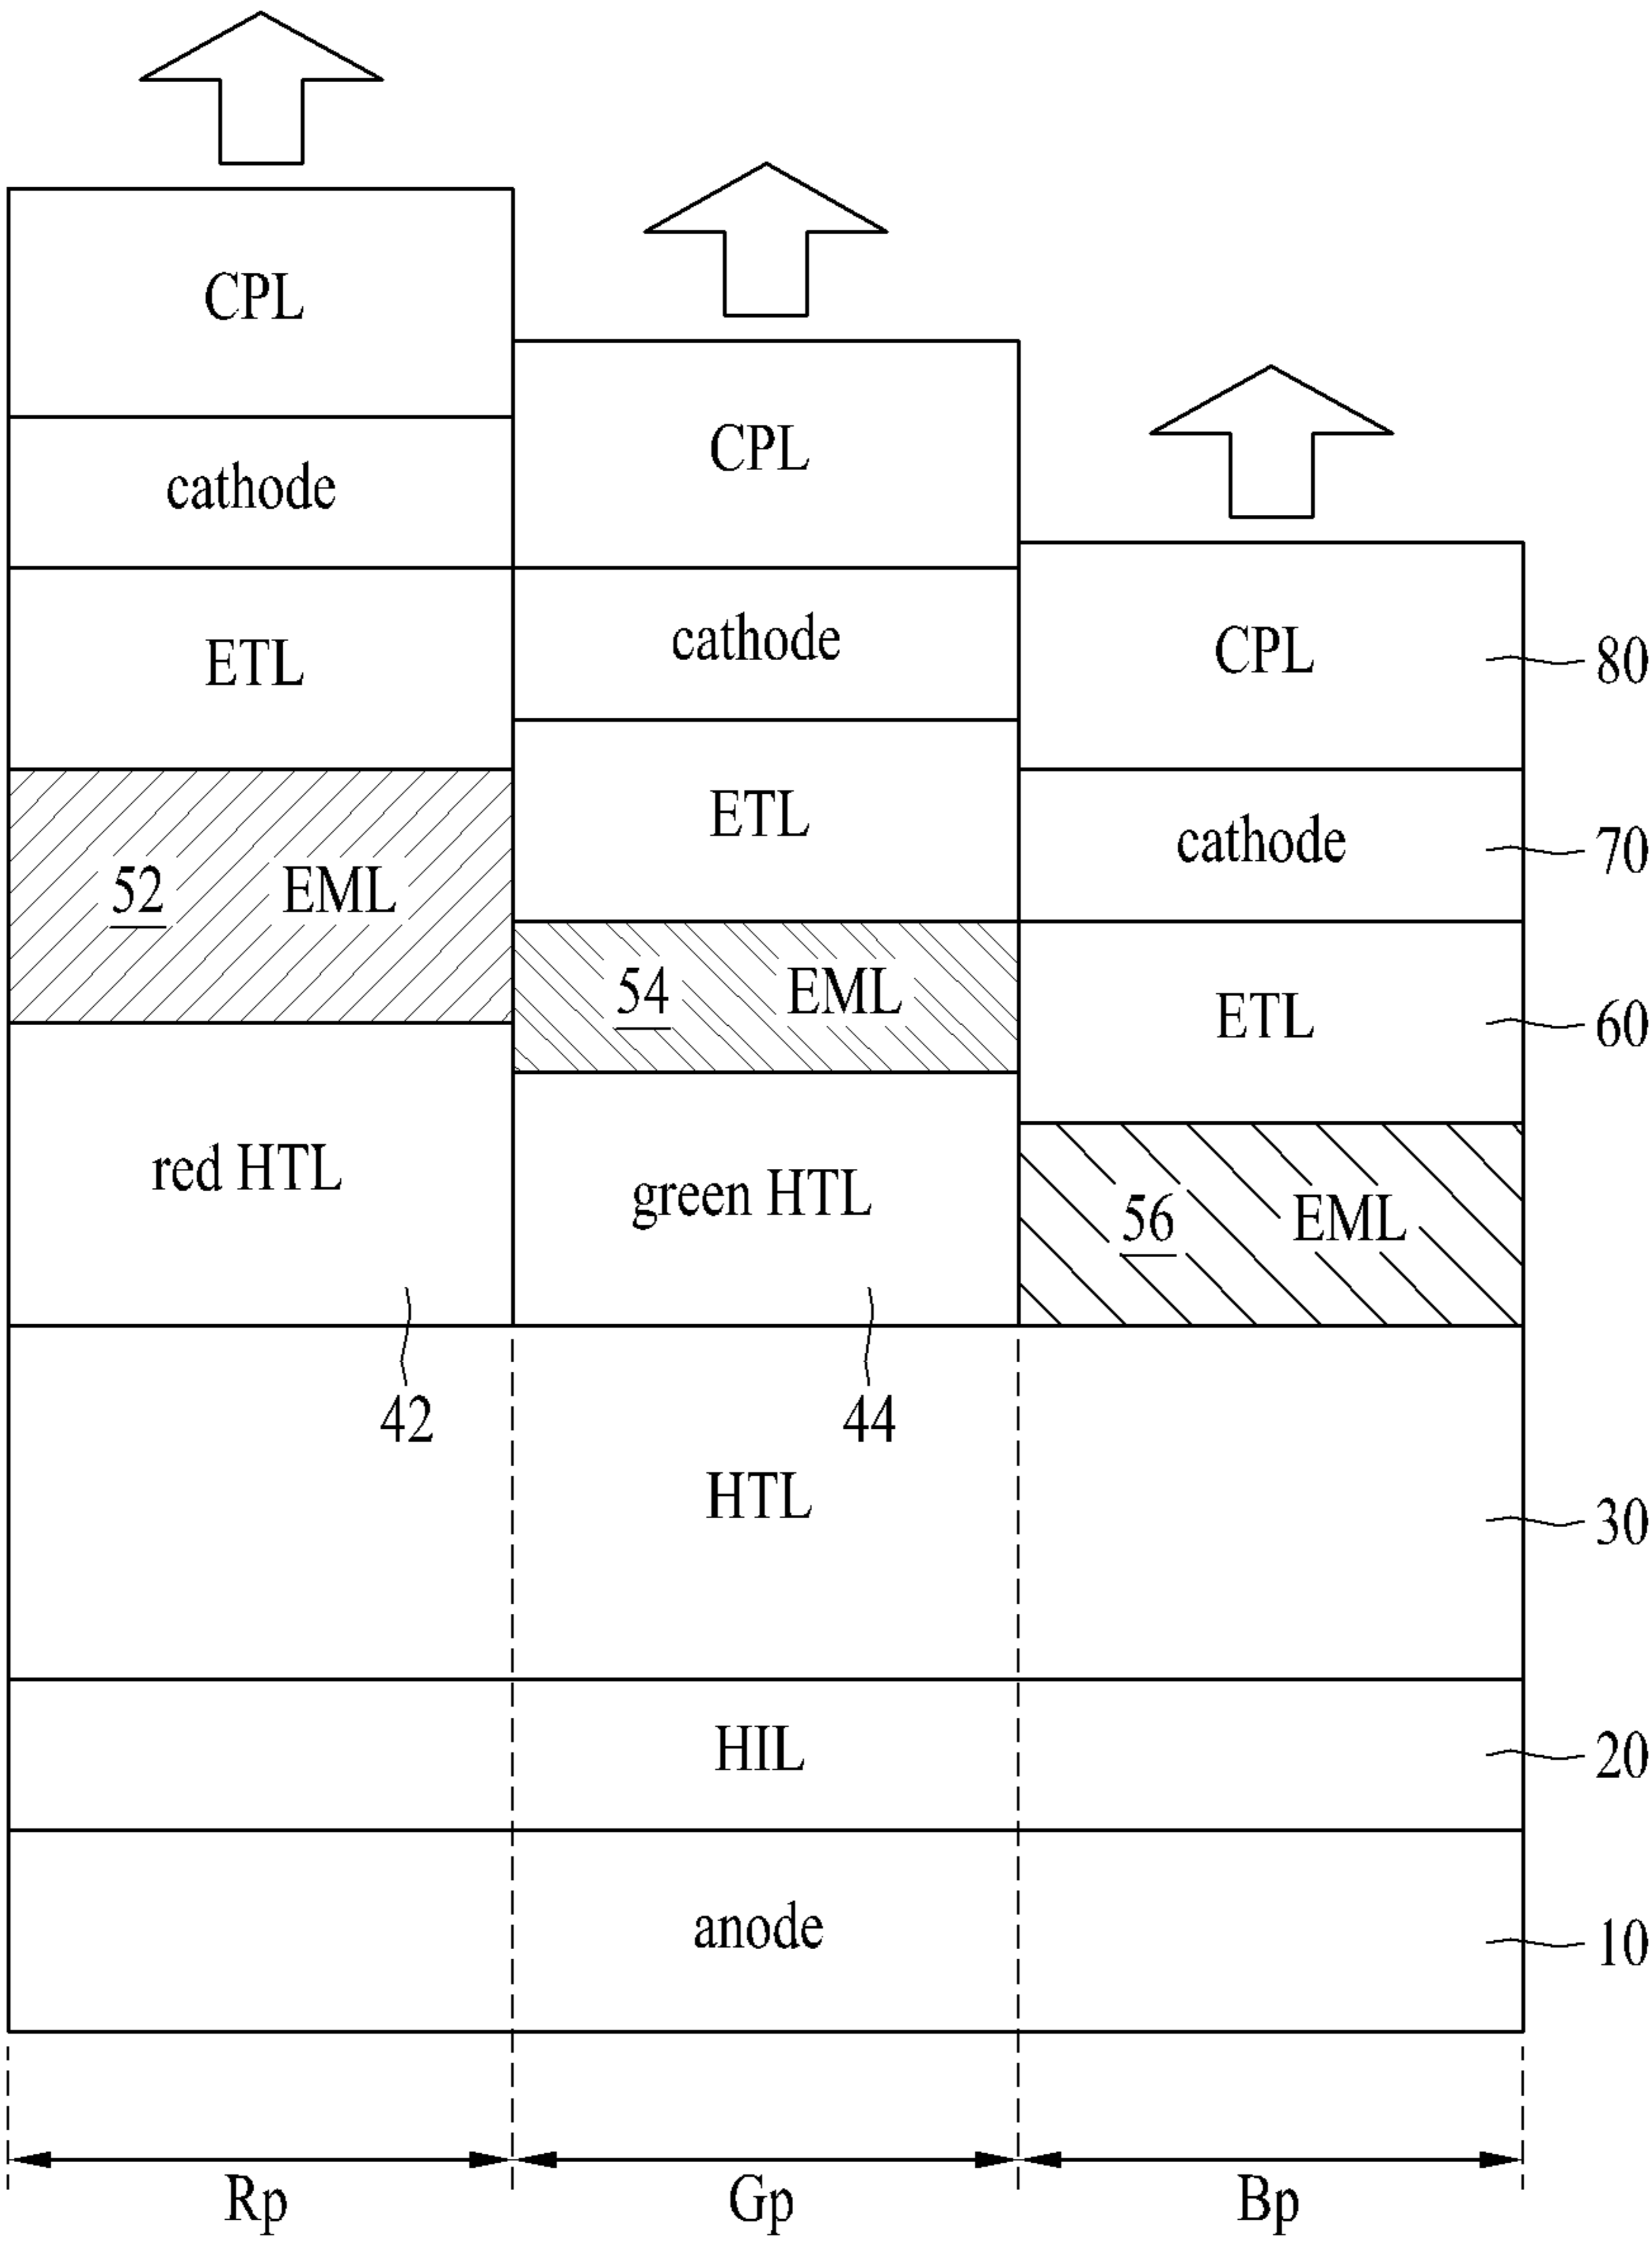 CPL
CPL
cathode
cathode
CPL
80
ETL
ETL
cathode
70
52 EML
54 EML
ETL
60
red HTL
green HTL
56 EML
42
44
HTL
30
HIL
20
anode
10
Rp
Gp
Bp